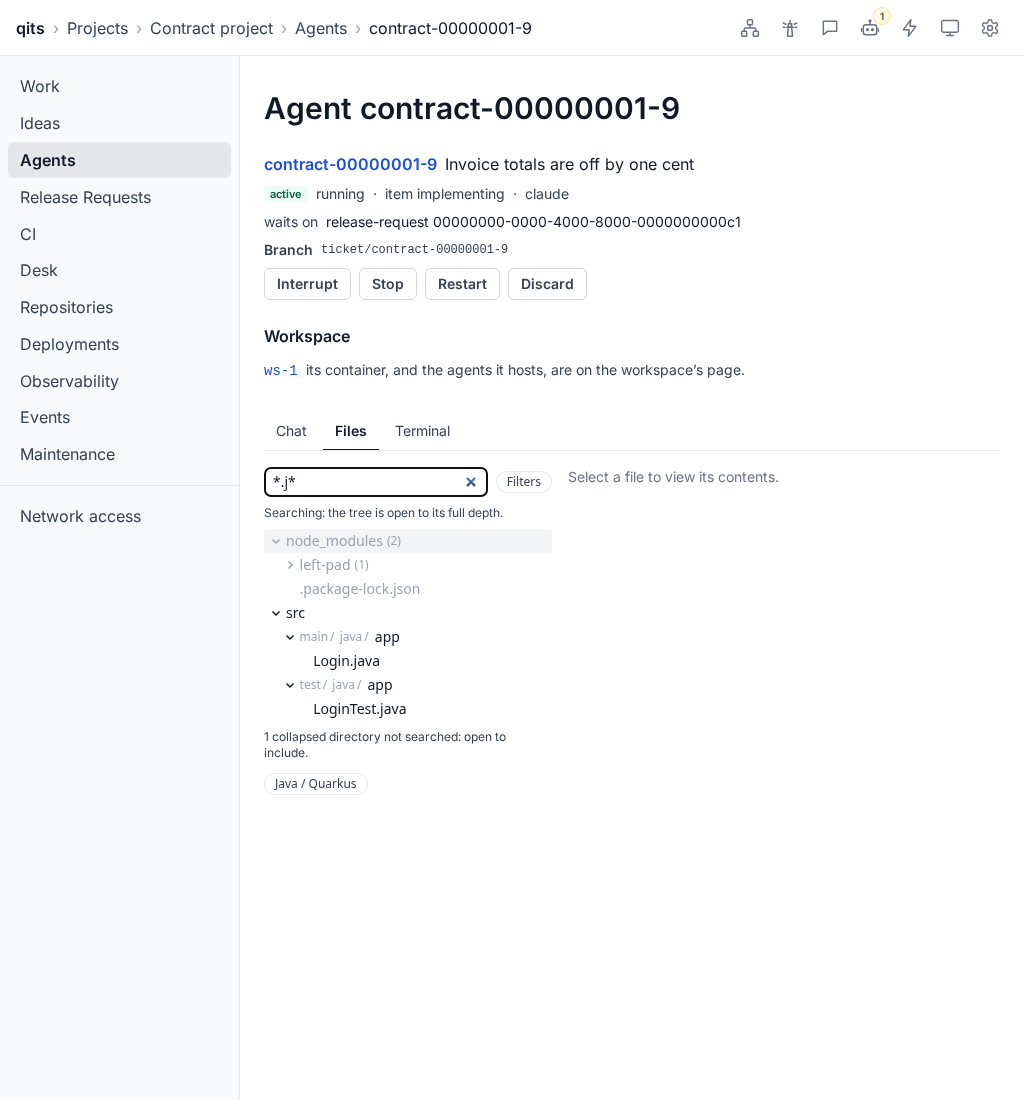 qits › Projects › Contract project › Agents › contract-00000001-9
1
Work
Ideas
Agents
Release Requests
CI
Desk
Repositories
Deployments
Observability
Events
Maintenance
Network access
Agent contract-00000001-9
contract-00000001-9 Invoice totals are off by one cent
active running · item implementing · claude
waits on release-request 00000000-0000-4000-8000-0000000000c1
Branch ticket/contract-00000001-9
Interrupt Stop Restart Discard
Workspace
ws-1 its container, and the agents it hosts, are on the workspace’s page.
Chat Files Terminal
*.j* Filters
Select a file to view its contents.
Searching: the tree is open to its full depth.
node_modules (2)
left-pad (1)
.package-lock.json
src
main/ java/ app
Login.java
test/ java/ app
LoginTest.java
1 collapsed directory not searched: open to
include.
Java / Quarkus